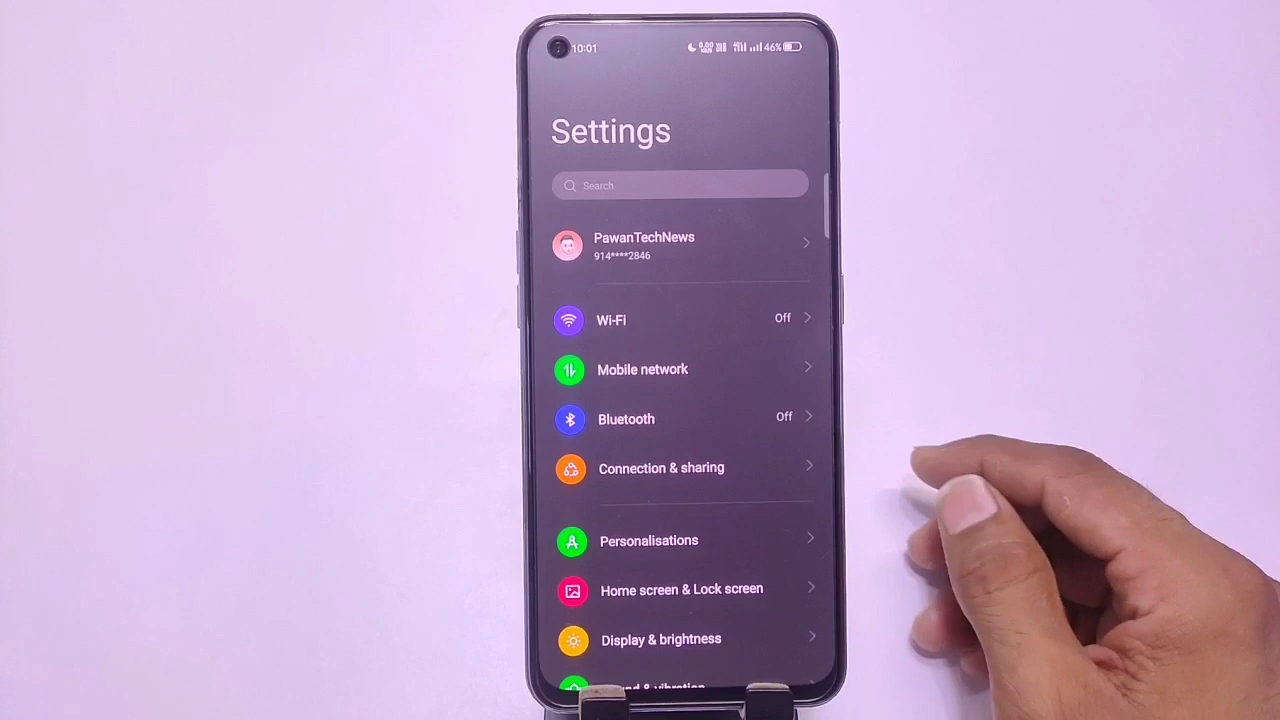 10:01
46%
Settings
Search
PawanTechNews
914****2846
Wi-Fi Off
Mobile network
Bluetooth Off
Connection & sharing
Personalisations
Home screen & Lock screen
Display & brightness